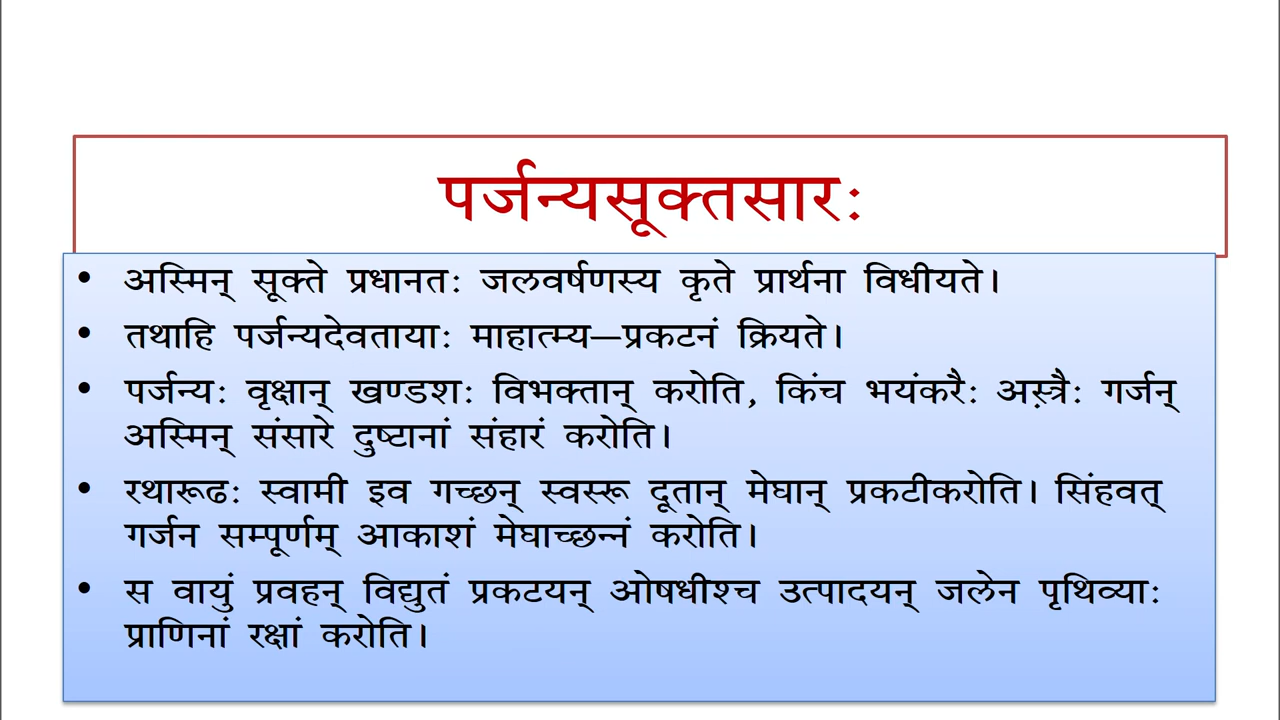 पर्जन्यसूक्तसारः
• अस्मिन् सूक्ते प्रधानतः जलवर्षणस्य कृते प्रार्थना विधीयते।
• तथाहि पर्जन्यदेवतायाः माहात्म्य—प्रकटनं क्रियते।
• पर्जन्यः वृक्षान् खण्डशः विभक्तान् करोति, किंच भयंकरैः अस़्त्रैः गर्जन्
अस्मिन् संसारे दुष्टानां संहारं करोति।
• रथारूढः स्वामी इव गच्छन् स्वस्रू दूतान् मेघान् प्रकटीकरोति। सिंहवत्
गर्जन सम्पूर्णम् आकाशं मेघाच्छन्नं करोति।
• स वायुं प्रवहन् विद्युतं प्रकटयन् ओषधीश्च उत्पादयन् जलेन पृथिव्याः
प्राणिनां रक्षां करोति।